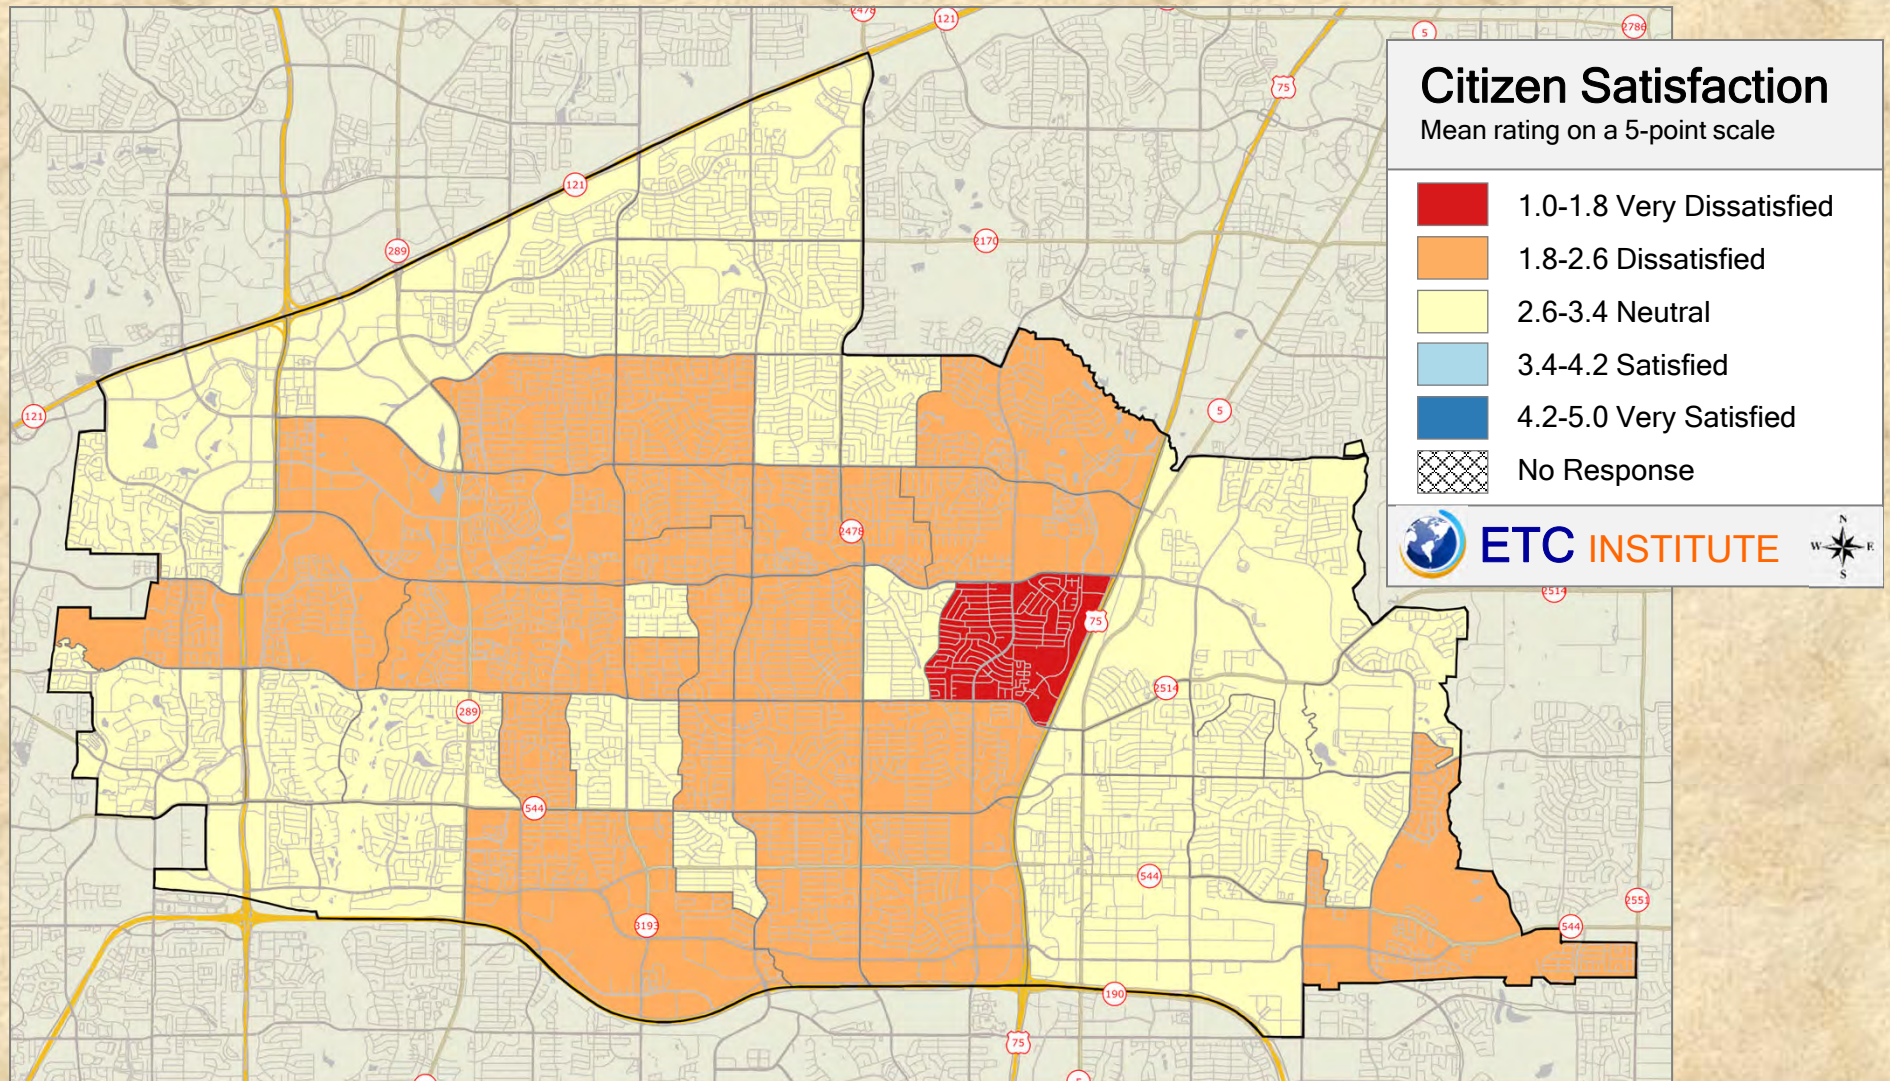 Citizen Satisfaction
Mean rating on a 5-point scale
1.0-1.8 Very Dissatisfied
1.8-2.6 Dissatisfied
2.6-3.4 Neutral
3.4-4.2 Satisfied
4.2-5.0 Very Satisfied
No Response
ETC INSTITUTE
N
W E
S
2478
121
5
2786
75
121
289
2170
121
5
2478
2514
75
2514
289
544
544
2551
3193
544
190
75
5